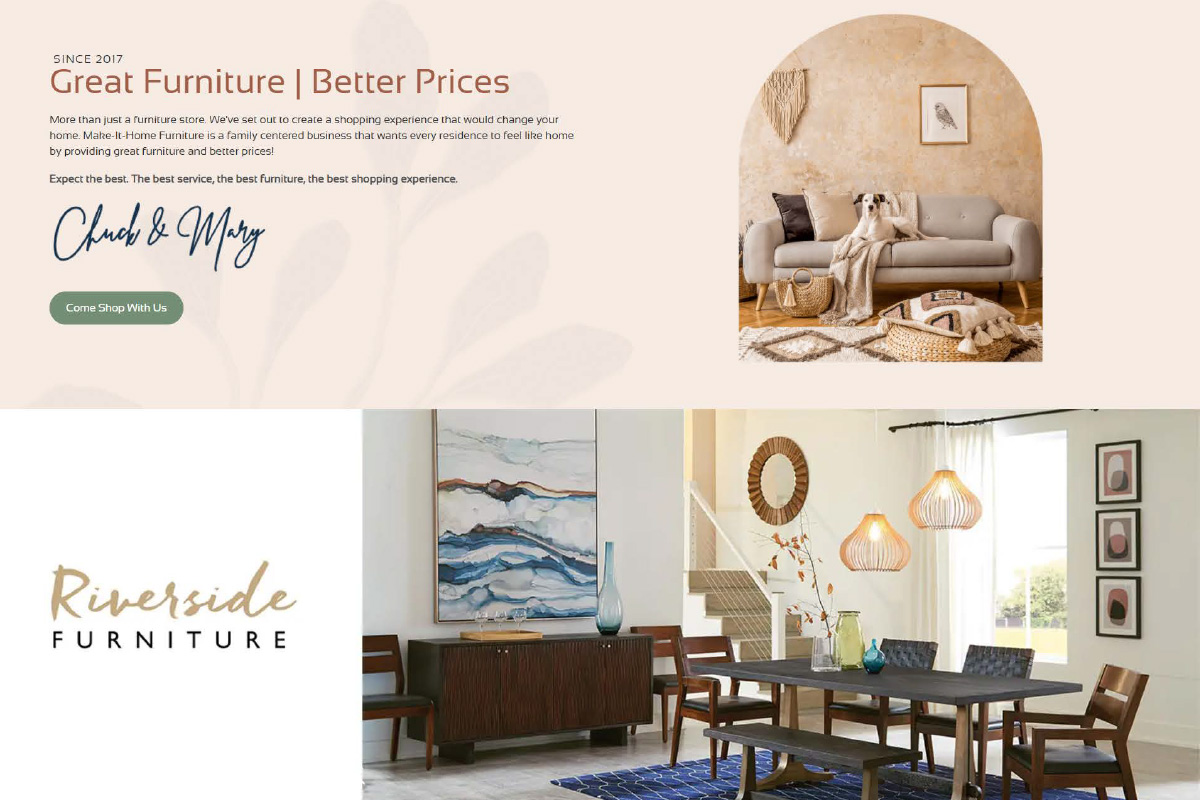 SINCE 2017
Great Furniture | Better Prices
More than just a furniture store. We've set out to create a shopping experience that would change your
home. Make-It-Home Furniture is a family centered business that wants every residence to feel like home
by providing great furniture and better prices!
Expect the best. The best service, the best furniture, the best shopping experience.
Chuck & Mary
Come Shop With Us
Riverside
FURNITURE